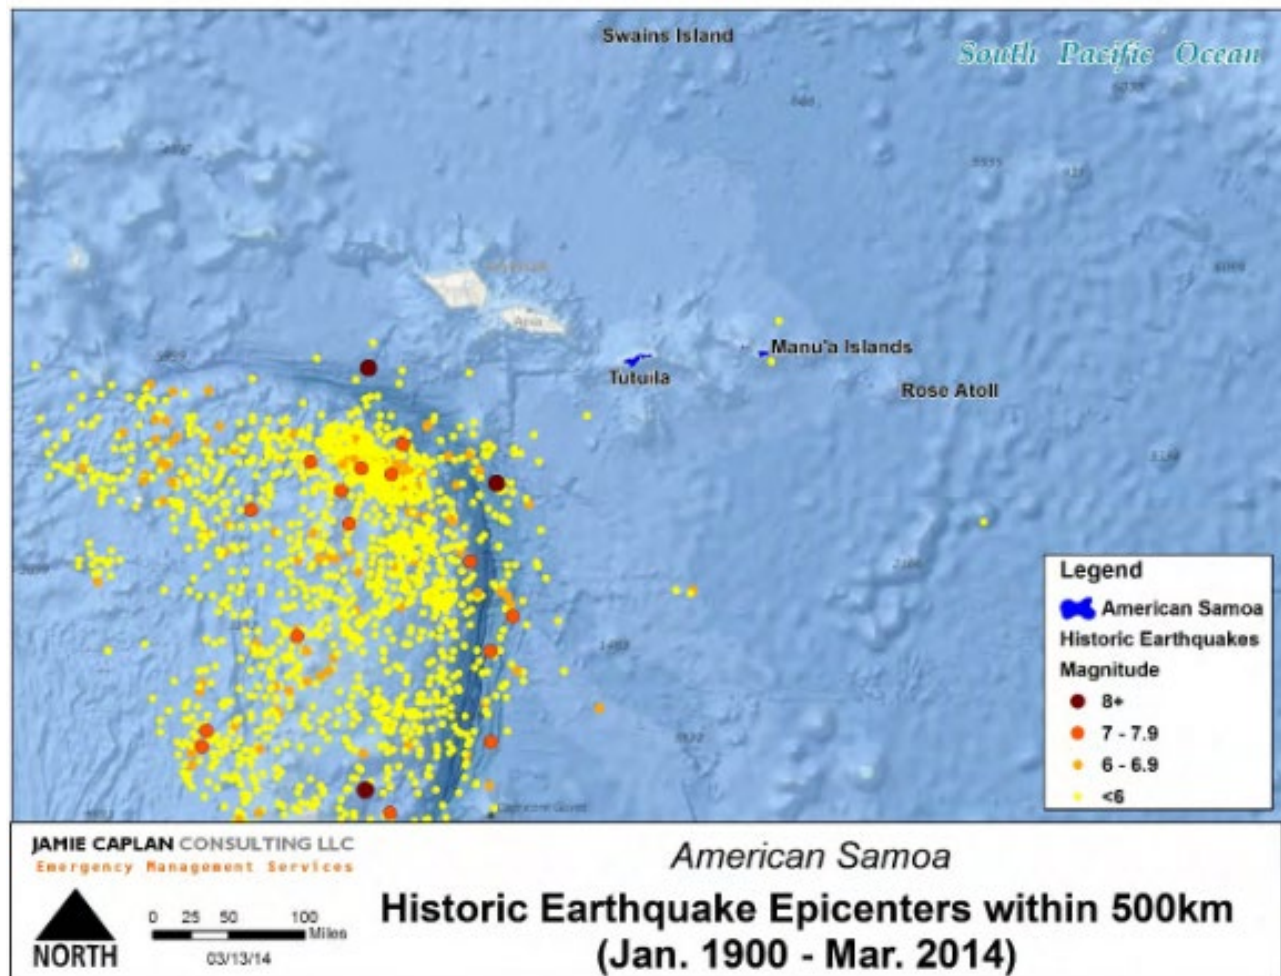 Swains Island
South Pacific Ocean
Apia
Manu'a Islands
Tutuila
Rose Atoll
Legend
American Samoa
Historic Earthquakes
Magnitude
8+
7 - 7.9
6 - 6.9
<6
JAMIE CAPLAN CONSULTING LLC
Emergency Management Services
NORTH
0 25 50 100
Miles
03/13/14
American Samoa
Historic Earthquake Epicenters within 500km
(Jan. 1900 - Mar. 2014)